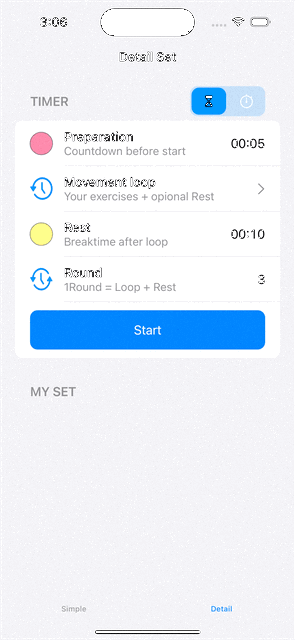 3:06
Detail Set
TIMER
Preparation
00:05
Countdown before start
Movement loop
Your exercises + opional Rest
Rest
00:10
Breaktime after loop
Round
3
1Round = Loop + Rest
Start
MY SET
Simple
Detail